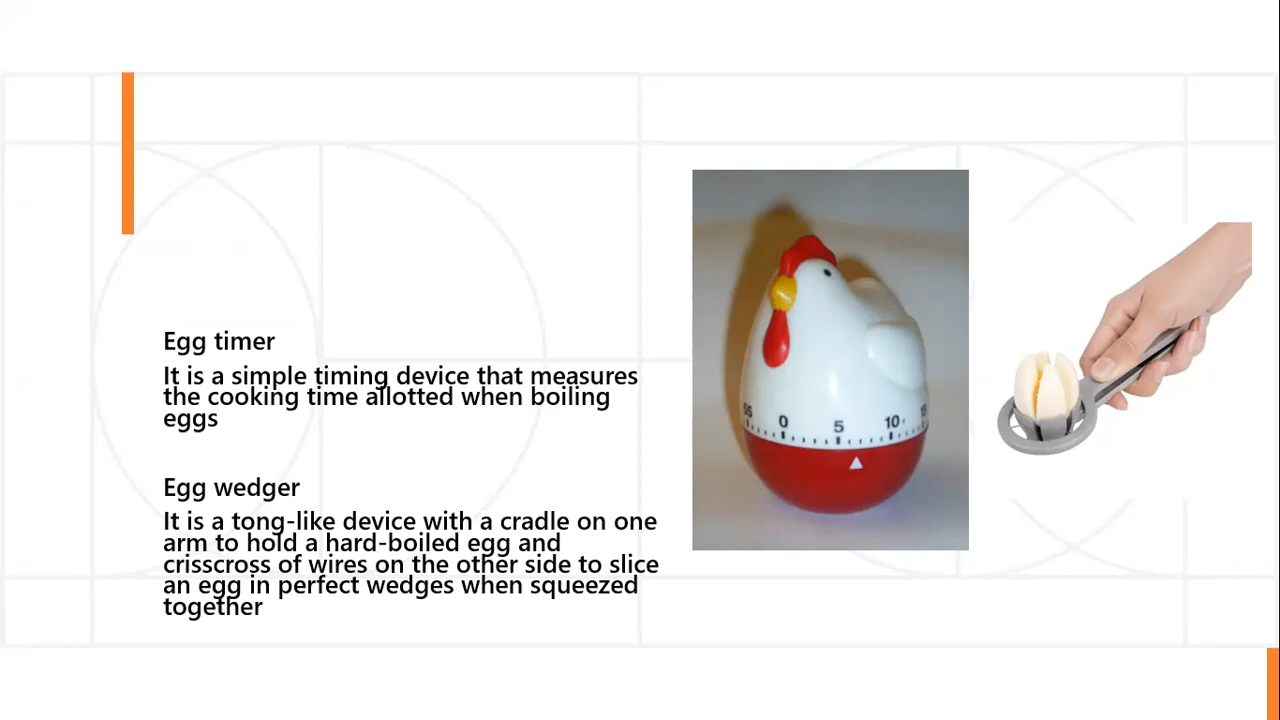 Egg timer
It is a simple timing device that measures
the cooking time allotted when boiling
eggs
Egg wedger
It is a tong-like device with a cradle on one
arm to hold a hard-boiled egg and
crisscross of wires on the other side to slice
an egg in perfect wedges when squeezed
together
55 0 5 10 15